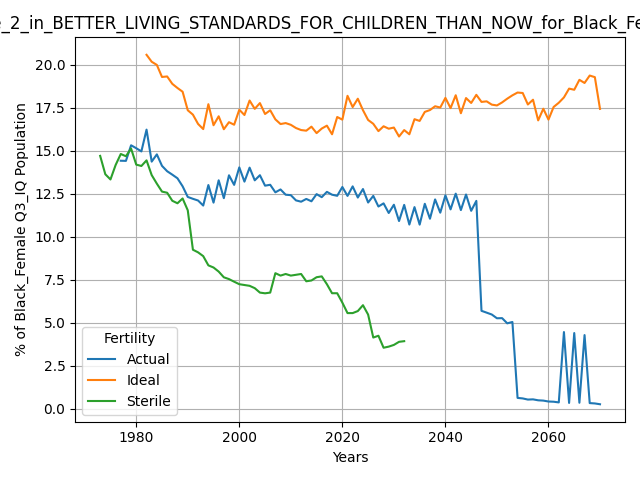 e_2_in_BETTER_LIVING_STANDARDS_FOR_CHILDREN_THAN_NOW_for_Black_Fe
% of Black_Female Q3_IQ Population
20.0
17.5
15.0
12.5
10.0
7.5
5.0
2.5
0.0
Fertility
Actual
Ideal
Sterile
1980
2000
2020
2040
2060
Years